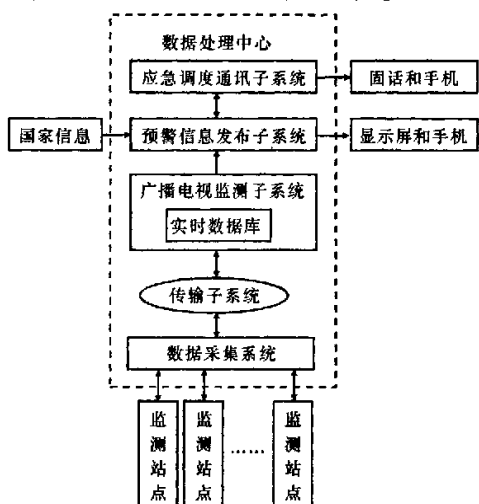 数据处理中心
应急调度通讯子系统
固话和手机
国家信息
预警信息发布子系统
显示屏和手机
广播电视监测子系统
实时数据库
传输子系统
数据采集系统
监测站点
监测站点
……
监测站点